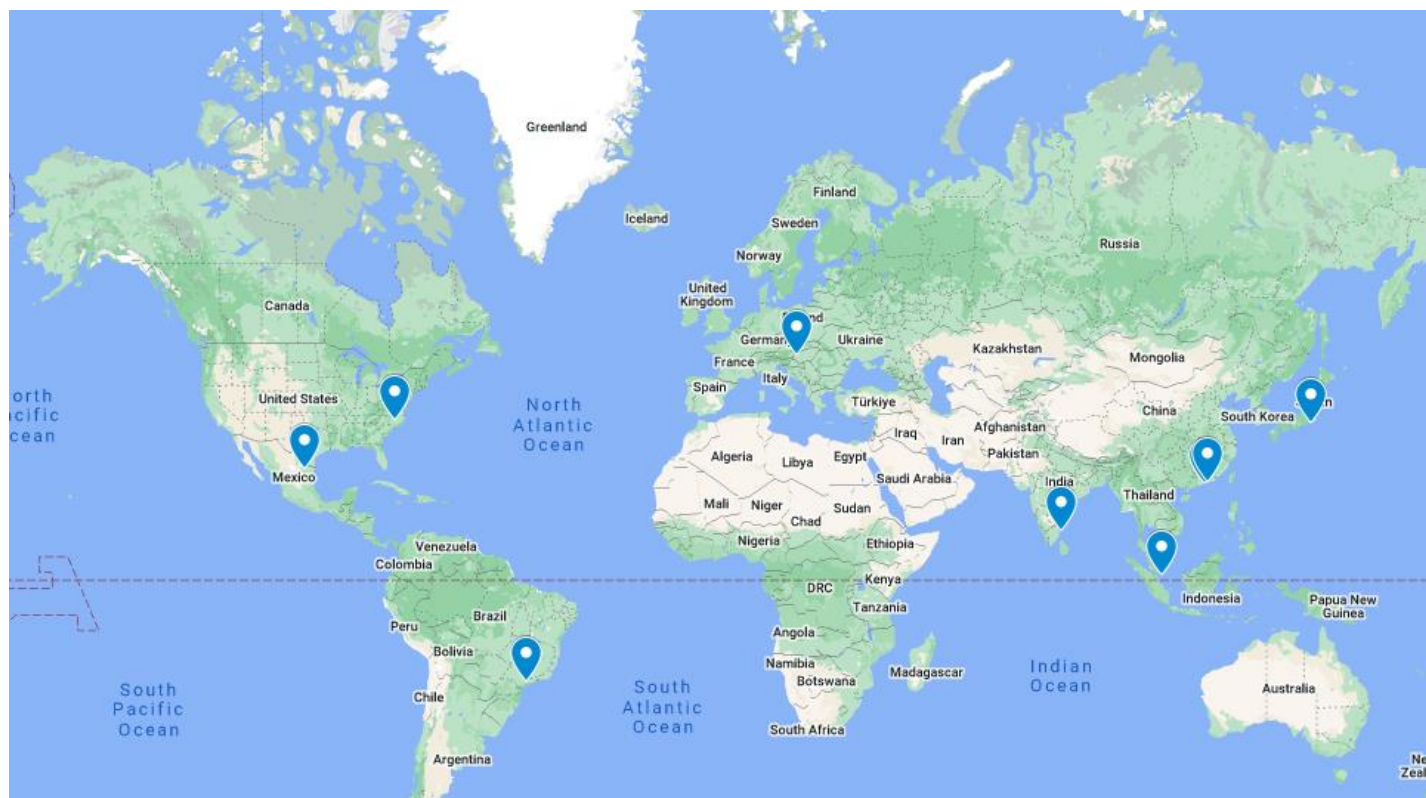 Greenland
Finland
Iceland
Sweden
Russia
Norway
United
Kingdom
Canada
Ukraine
Kazakhstan
Mongolia
France
Italy
Spain
United States
Türkiye
China
South Korea
North
Atlantic
Ocean
Afghanistan
Iraq
Iran
Pakistan
Algeria
Libya
Egypt
Saudi Arabia
India
Mexico
Thailand
Mali
Niger
Sudan
Chad
Nigeria
Ethiopia
Venezuela
Colombia
Kenya
DRC
Indonesia
Papua New
Guinea
Tanzania
Brazil
Peru
Angola
Bolivia
Namibia
Botswana
Madagascar
Indian
Ocean
Australia
South
Pacific
Ocean
Chile
South
Atlantic
Ocean
South Africa
Argentina